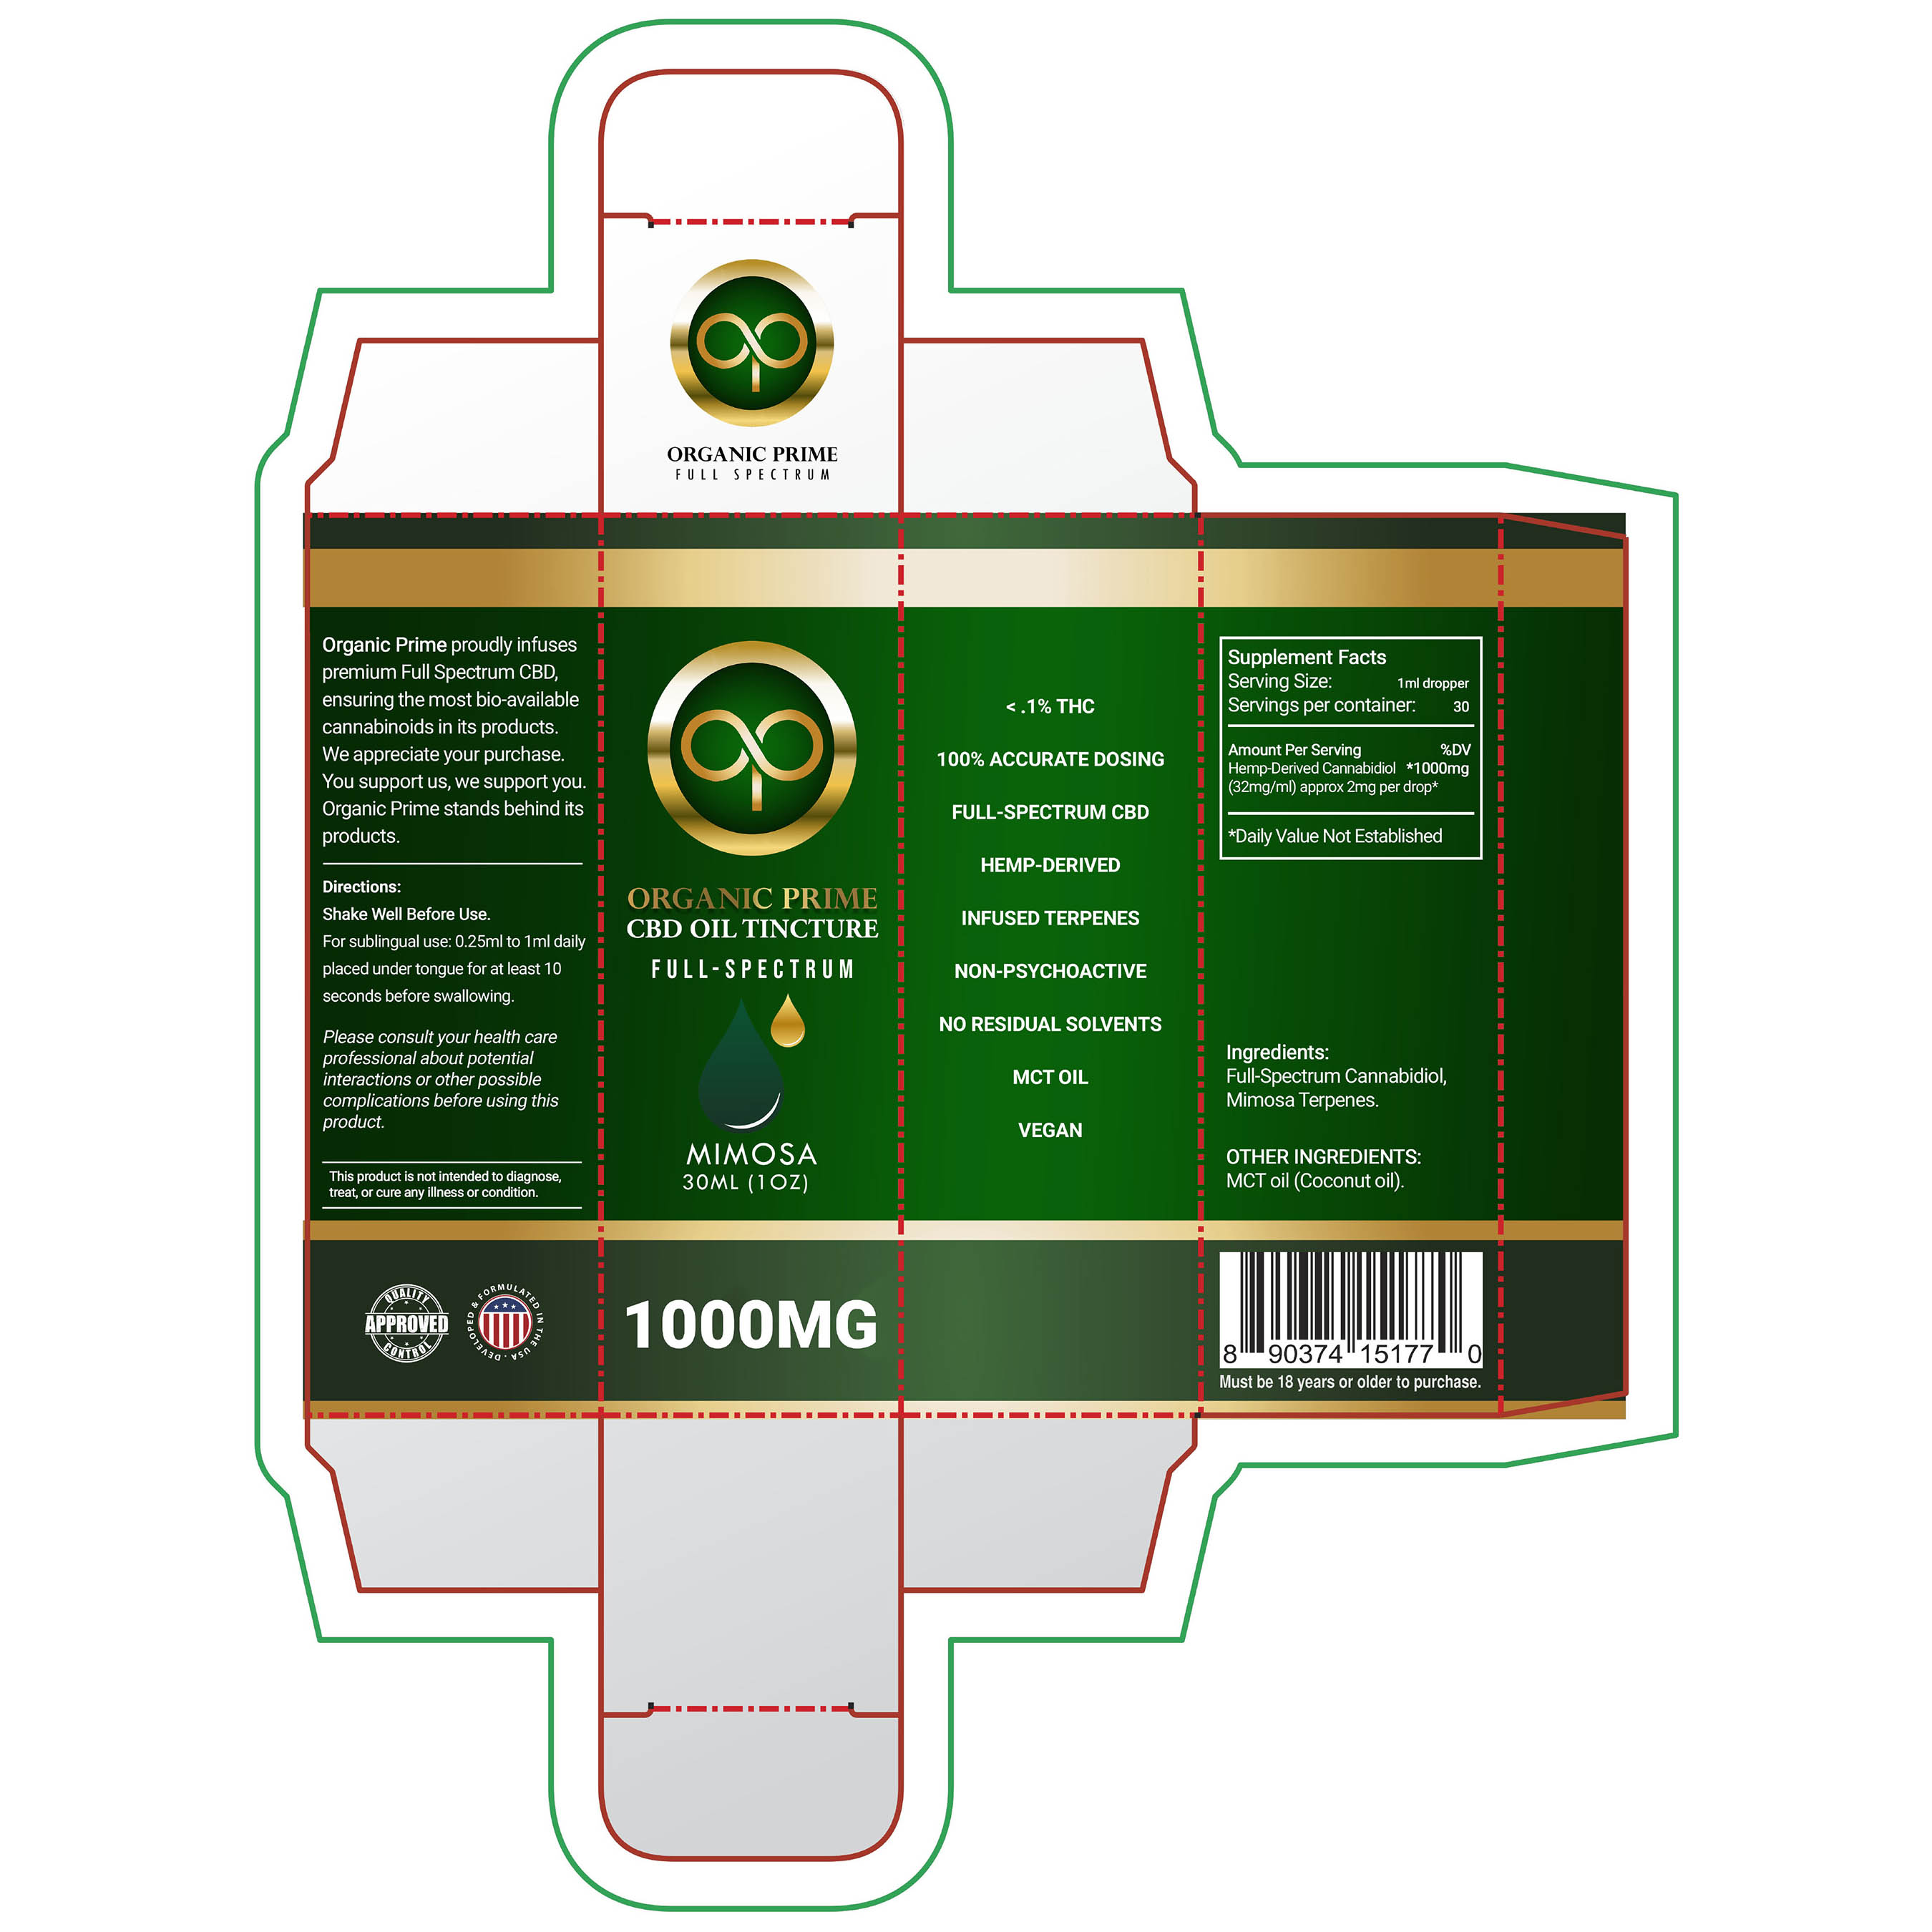 ORGANIC PRIME
FULL SPECTRUM
Organic Prime proudly infuses
premium Full Spectrum CBD,
ensuring the most bio-available
cannabinoids in its products.
We appreciate your purchase.
You support us, we support you.
Organic Prime stands behind its
products.
Directions:
Shake Well Before Use.
For sublingual use: 0.25ml to 1ml daily
placed under tongue for at least 10
seconds before swallowing.
Please consult your health care
professional about potential
interactions or other possible
complications before using this
product.
This product is not intended to diagnose,
treat, or cure any illness or condition.
QUALITY
APPROVED
CONTROL
DEVELOPED & FORMULATED IN THE USA
ORGANIC PRIME
CBD OIL TINCTURE
FULL-SPECTRUM
MIMOSA
30ML (1OZ)
1000MG
< .1% THC
100% ACCURATE DOSING
FULL-SPECTRUM CBD
HEMP-DERIVED
INFUSED TERPENES
NON-PSYCHOACTIVE
NO RESIDUAL SOLVENTS
MCT OIL
VEGAN
Supplement Facts
Serving Size: 1ml dropper
Servings per container: 30
Amount Per Serving %DV
Hemp-Derived Cannabidiol *1000mg
(32mg/ml) approx 2mg per drop*
*Daily Value Not Established
Ingredients:
Full-Spectrum Cannabidiol,
Mimosa Terpenes.
OTHER INGREDIENTS:
MCT oil (Coconut oil).
8 90374 15177 0
Must be 18 years or older to purchase.